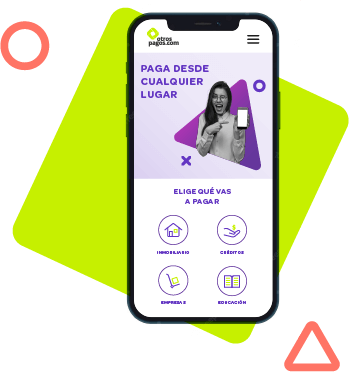 otros
pagos.com
PAGA DESDE
CUALQUIER
LUGAR
ELIGE QUÉ VAS
A PAGAR
INMOBILIARIO
CRÉDITOS
EMPRESAS
EDUCACIÓN